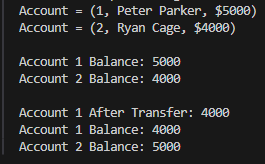 Account = (1, Peter Parker, $5000)
Account = (2, Ryan Cage, $4000)
Account 1 Balance: 5000
Account 2 Balance: 4000
Account 1 After Transfer: 4000
Account 1 Balance: 4000
Account 2 Balance: 5000